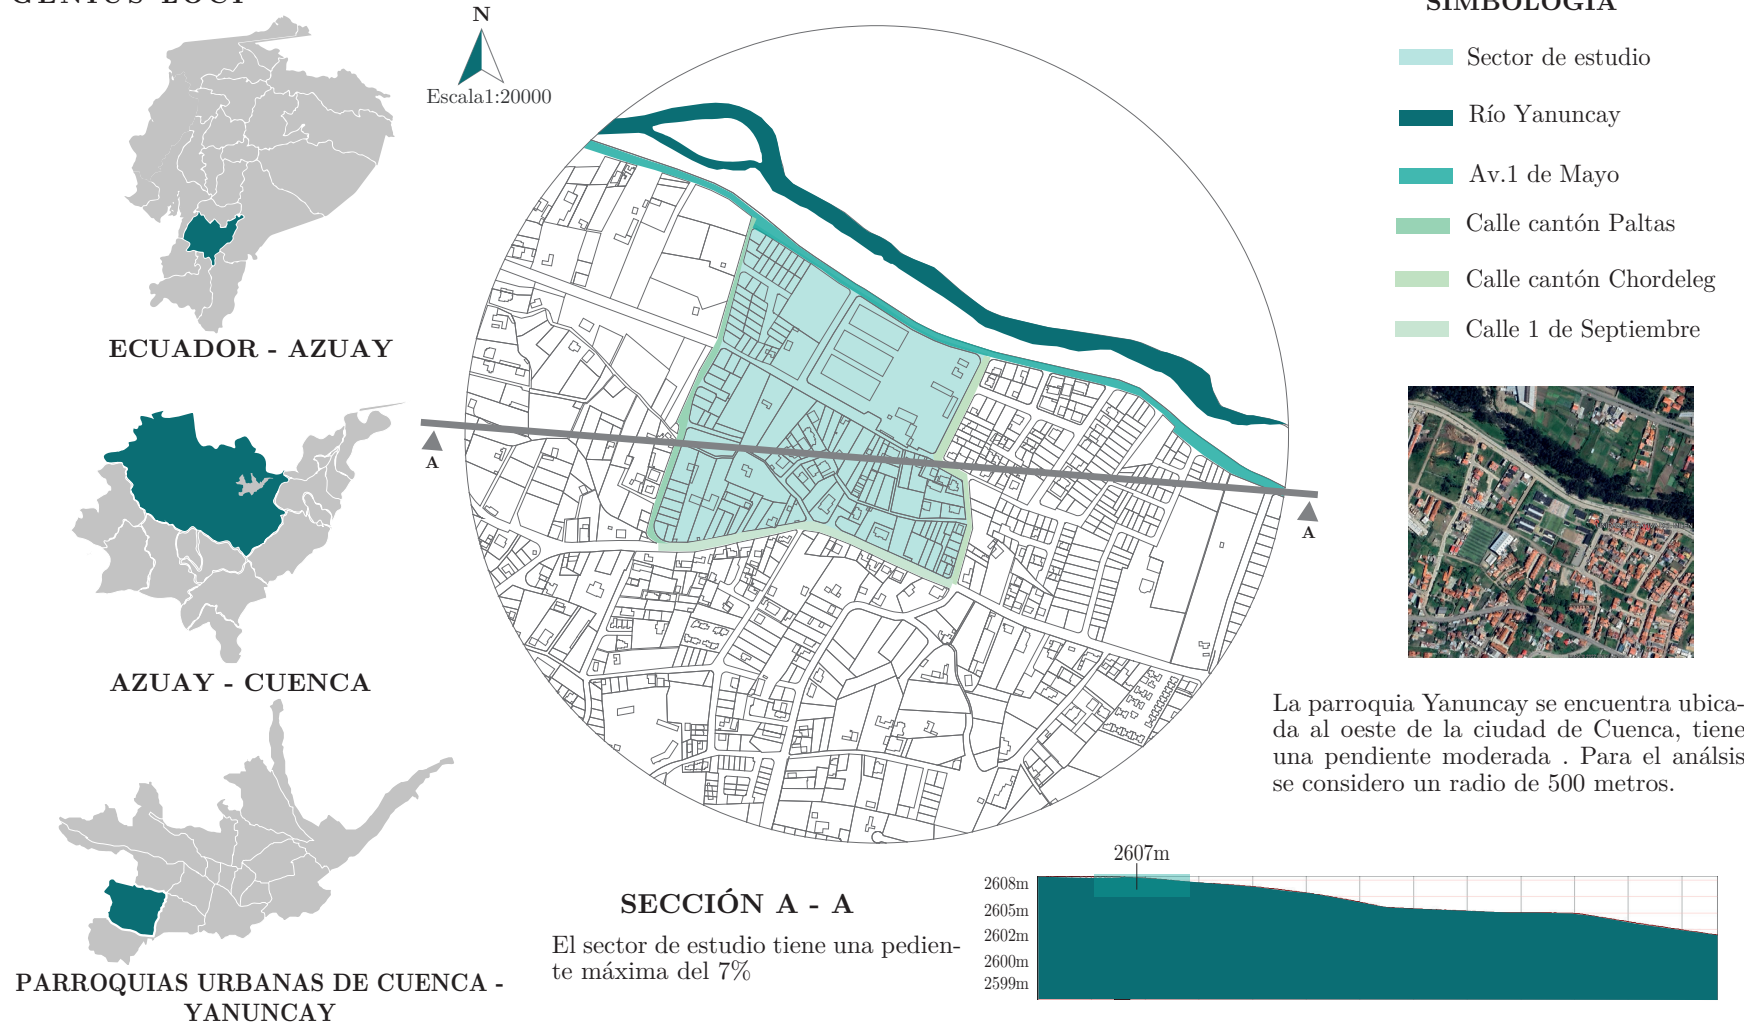 GENIUS LOCI
N
Escala1:20000
ECUADOR - AZUAY
AZUAY - CUENCA
PARROQUIAS URBANAS DE CUENCA -
YANUNCAY
A
A
SIMBOLOGÍA
Sector de estudio
Río Yanuncay
Av.1 de Mayo
Calle cantón Paltas
Calle cantón Chordeleg
Calle 1 de Septiembre
La parroquia Yanuncay se encuentra ubica-
da al oeste de la ciudad de Cuenca, tiene
una pendiente moderada . Para el análsis
se considero un radio de 500 metros.
SECCIÓN A - A
El sector de estudio tiene una pedien-
te máxima del 7%
2607m
2608m
2605m
2602m
2600m
2599m